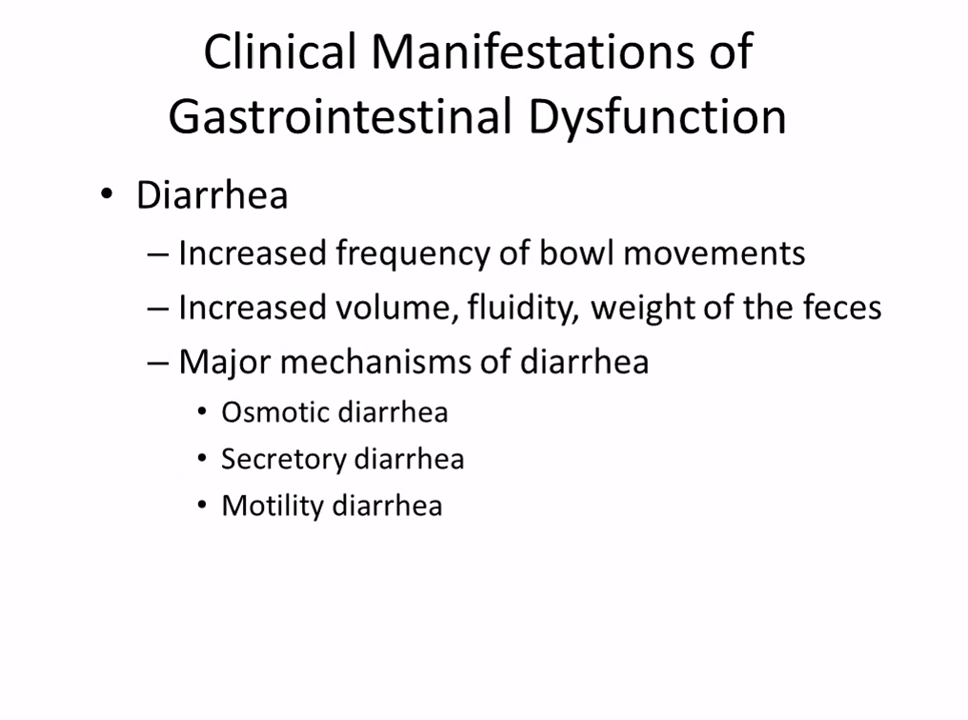 Clinical Manifestations of
Gastrointestinal Dysfunction
• Diarrhea
– Increased frequency of bowl movements
– Increased volume, fluidity, weight of the feces
– Major mechanisms of diarrhea
• Osmotic diarrhea
• Secretory diarrhea
• Motility diarrhea